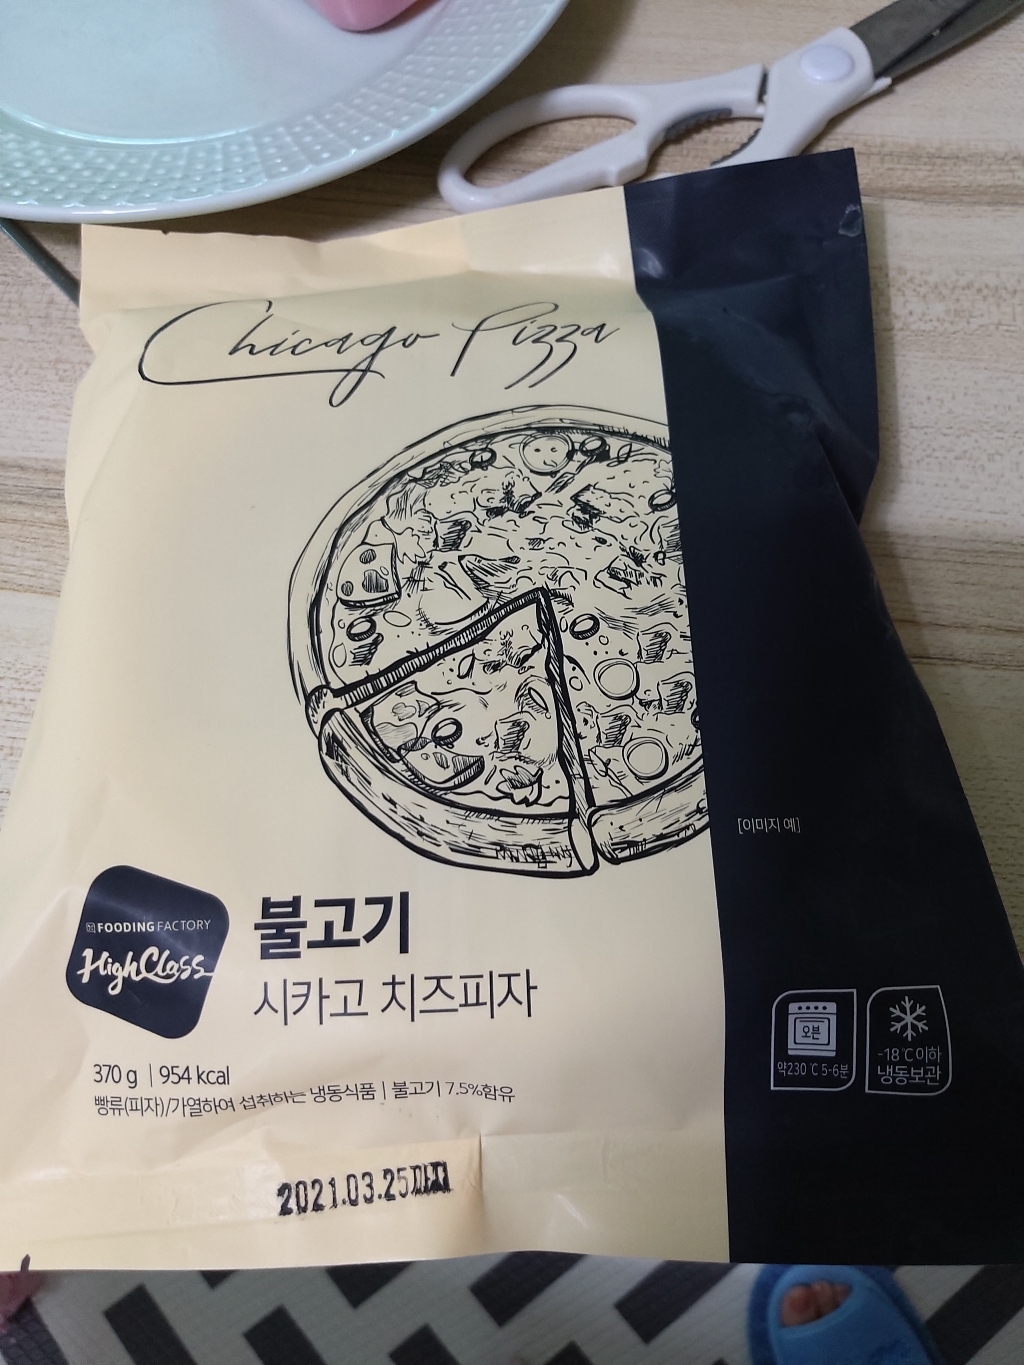 Chicago Pizza
[이미지 예]
FOODING FACTORY
High Class
불고기
시카고 치즈피자
370 g | 954 kcal
빵류(피자)/가열하여 섭취하는 냉동식품 | 불고기 7.5%함유
오븐
약230℃ 5-6분
-18℃이하
냉동보관
2021.03.25까지